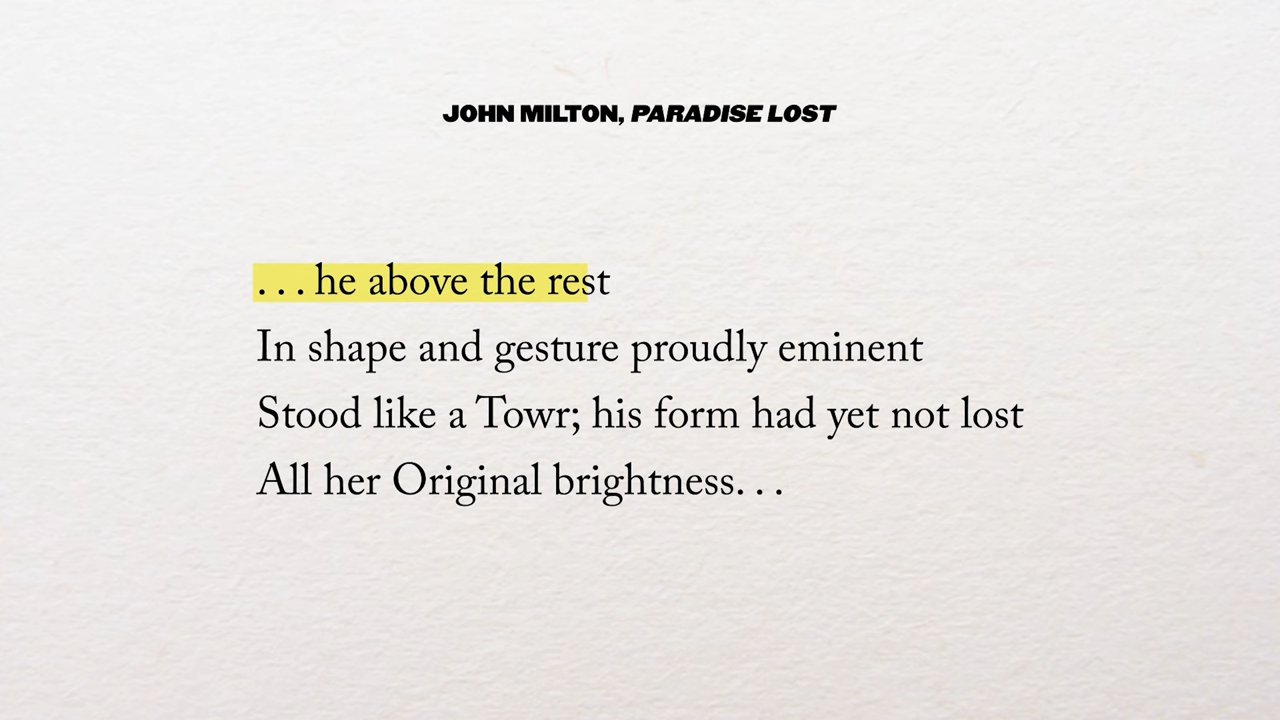 JOHN MILTON, PARADISE LOST
. . . he above the rest
In shape and gesture proudly eminent
Stood like a Towr; his form had yet not lost
All her Original brightness. . .